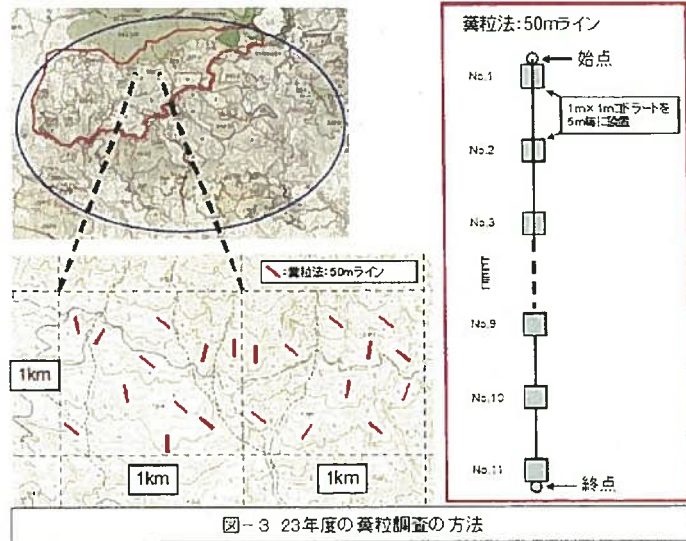 糞粒法:50mライン
始点
No.1
1m×1mコドラートを
5m毎に設置
No.2
No.3
No.9
No.10
No.11
終点
:糞粒法:50mライン
1km
1km
1km
図-3 23年度の糞粒調査の方法